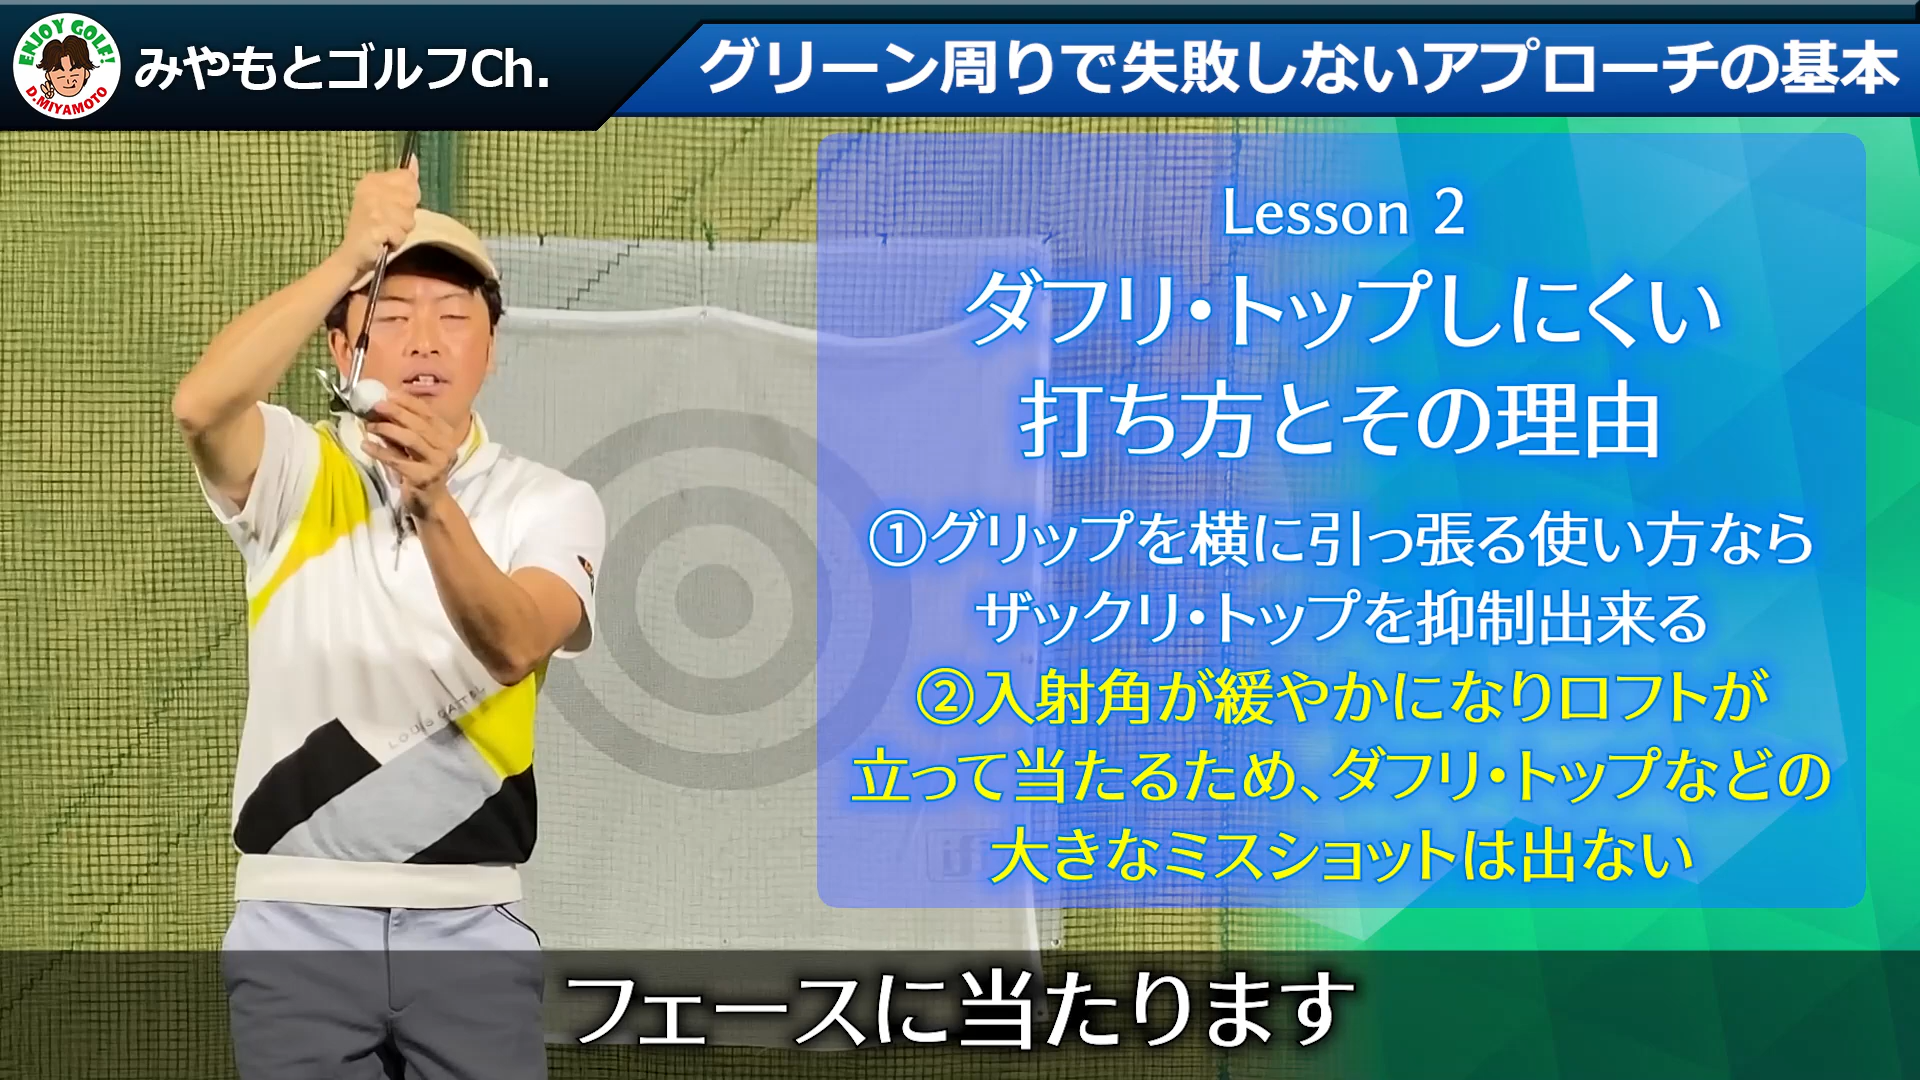 ENJOY GOLF!
D.MIYAMOTO
みやもとゴルフCh.
グリーン周りで失敗しないアプローチの基本
Lesson 2
ダフリ・トップしにくい
打ち方とその理由
①グリップを横に引っ張る使い方なら
ザックリ・トップを抑制出来る
②入射角が緩やかになりロフトが
立って当たるため、ダフリ・トップなどの
大きなミスショットは出ない
フェースに当たります